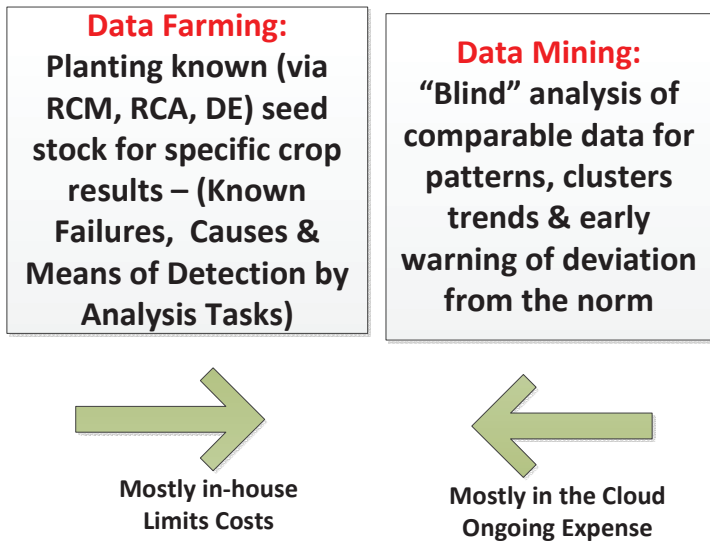 Data Farming:
Planting known (via
RCM, RCA, DE) seed
stock for specific crop
results – (Known
Failures, Causes &
Means of Detection by
Analysis Tasks)
Data Mining:
“Blind” analysis of
comparable data for
patterns, clusters
trends & early
warning of deviation
from the norm
Mostly in-house
Limits Costs
Mostly in the Cloud
Ongoing Expense